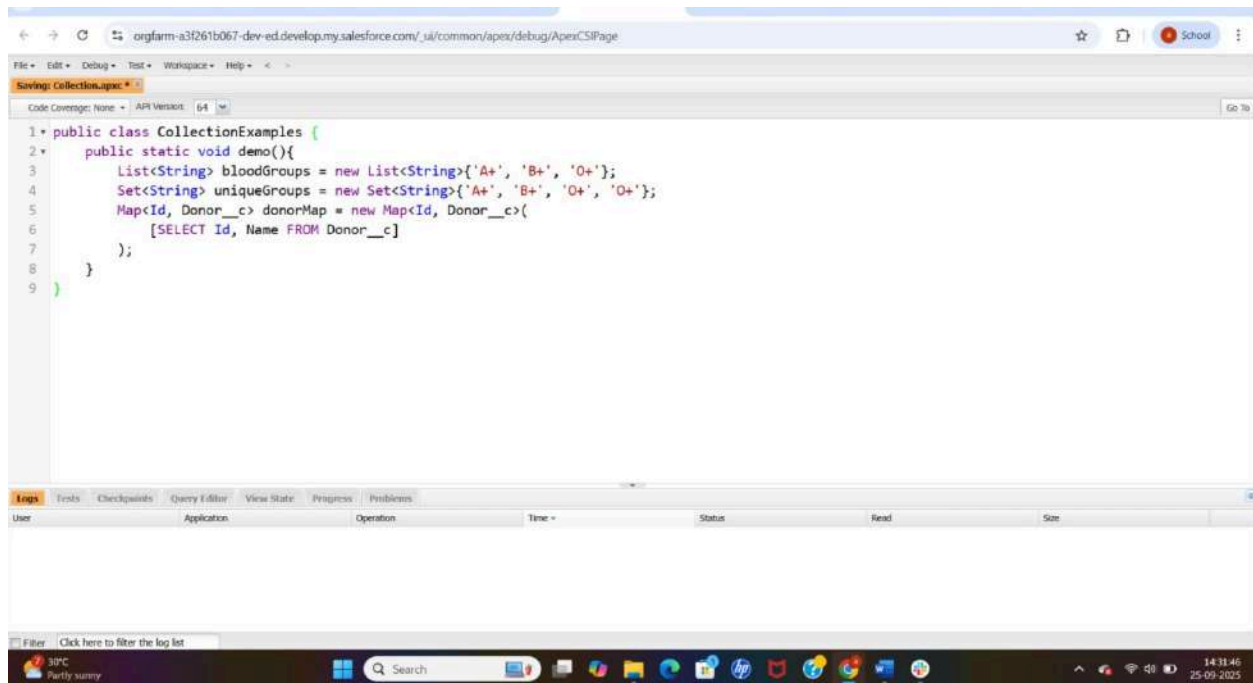 orgfarm-a3f261b067-dev-ed.develop.my.salesforce.com/_ui/common/apex/debug/ApexCSIPage
School
File Edit Debug Test Workspace Help < >
Saving: Collection.apxc *
Code Coverage: None API Version: 64 Go To
1 public class CollectionExamples {
2 public static void demo(){
3 List<String> bloodGroups = new List<String>{'A+', 'B+', 'O+'};
4 Set<String> uniqueGroups = new Set<String>{'A+', 'B+', 'O+', 'O+'};
5 Map<Id, Donor__c> donorMap = new Map<Id, Donor__c>(
6 [SELECT Id, Name FROM Donor__c]
7 );
8 }
9 }
Logs Tests Checkpoints Query Editor View State Progress Problems
User Application Operation Time Status Read Size
Filter Click here to filter the log list
30°C
Partly sunny
Search
14:31:46
25-09-2025